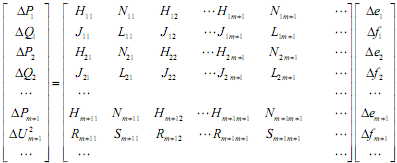 ΔP₁ H₁₁ N₁₁ H₁₂ ⋯H₁ₘ₊₁ N₁ₘ₊₁ ⋯ Δe₁
ΔQ₁ J₁₁ L₁₁ J₁₂ ⋯J₁ₘ₊₁ L₁ₘ₊₁ ⋯ Δf₁
ΔP₂ H₂₁ N₂₁ H₂₂ ⋯H₂ₘ₊₁ N₂ₘ₊₁ ⋯ Δe₂
ΔQ₂ = J₂₁ L₂₁ J₂₂ ⋯J₂ₘ₊₁ L₂ₘ₊₁ ⋯ Δf₂
⋯ ⋯ ⋯
ΔPₘ₊₁ Hₘ₊₁₁ Nₘ₊₁₁ Hₘ₊₁₂ ⋯Hₘ₊₁ₘ₊₁ Nₘ₊₁ₘ₊₁ ⋯ Δeₘ₊₁
ΔU²ₘ₊₁ Rₘ₊₁₁ Sₘ₊₁₁ Rₘ₊₁₂ ⋯Rₘ₊₁ₘ₊₁ Sₘ₊₁ₘ₊₁ ⋯ Δfₘ₊₁
⋯ ⋯ ⋯